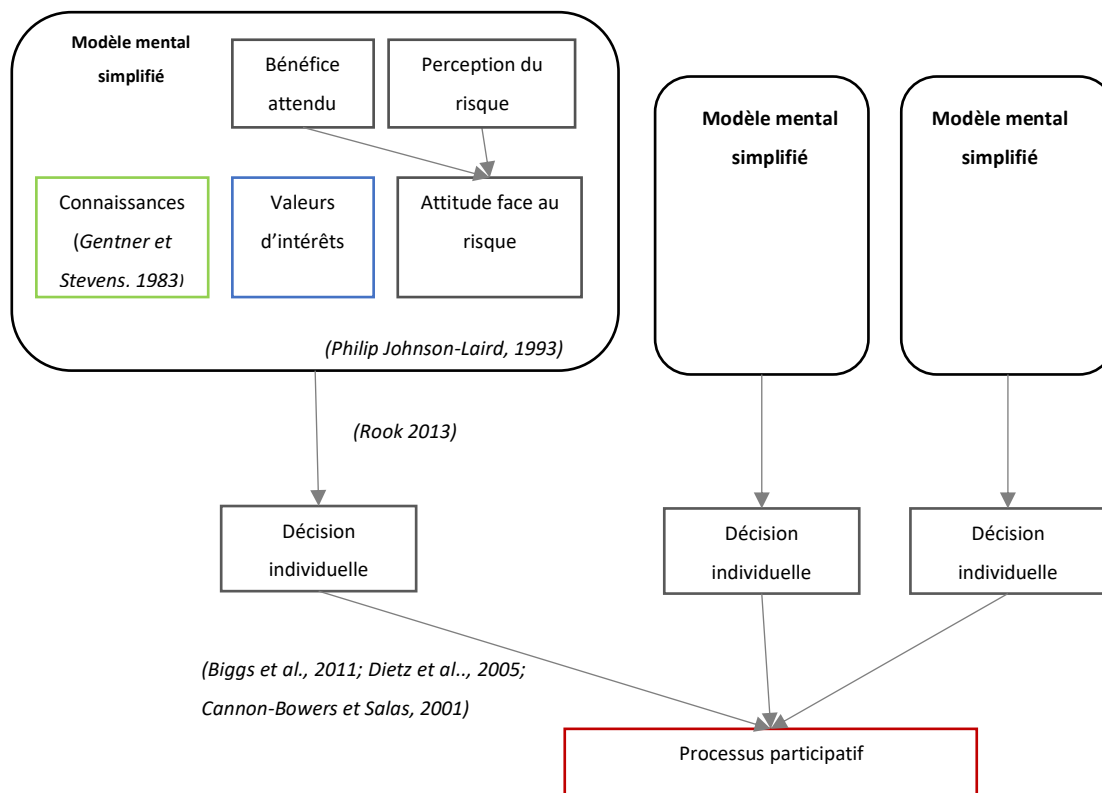 Modèle mental
simplifié
Bénéfice
attendu
Perception du
risque
Connaissances
(Gentner et
Stevens. 1983)
Valeurs
d’intérêts
Attitude face au
risque
(Philip Johnson-Laird, 1993)
Modèle mental
simplifié
Modèle mental
simplifié
(Rook 2013)
Décision
individuelle
Décision
individuelle
Décision
individuelle
(Biggs et al., 2011; Dietz et al.., 2005;
Cannon-Bowers et Salas, 2001)
Processus participatif